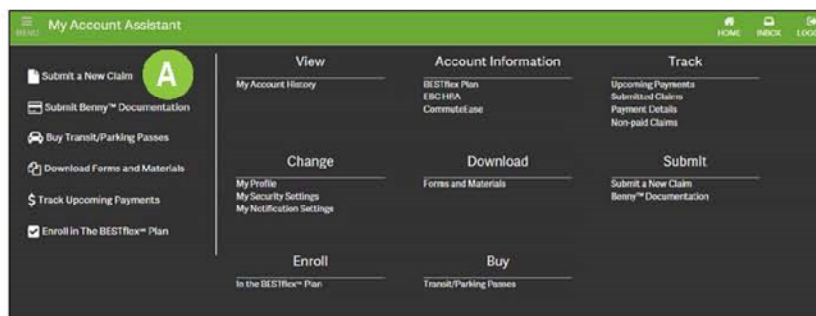 MENU
My Account Assistant
HOME
INBOX
Submit a New Claim
A
Submit Benny™ Documentation
Buy Transit/Parking Passes
Download Forms and Materials
Track Upcoming Payments
Enroll in The BESTflex℠ Plan
View
My Account History
Account Information
BESTflex Plan
EBC HRA
CommuteEase
Track
Upcoming Payments
Submitted Claims
Payment Details
Non-paid Claims
Change
My Profile
My Security Settings
My Notification Settings
Download
Forms and Materials
Submit
Submit a New Claim
Benny™ Documentation
Enroll
In the BESTflex℠ Plan
Buy
Transit/Parking Passes